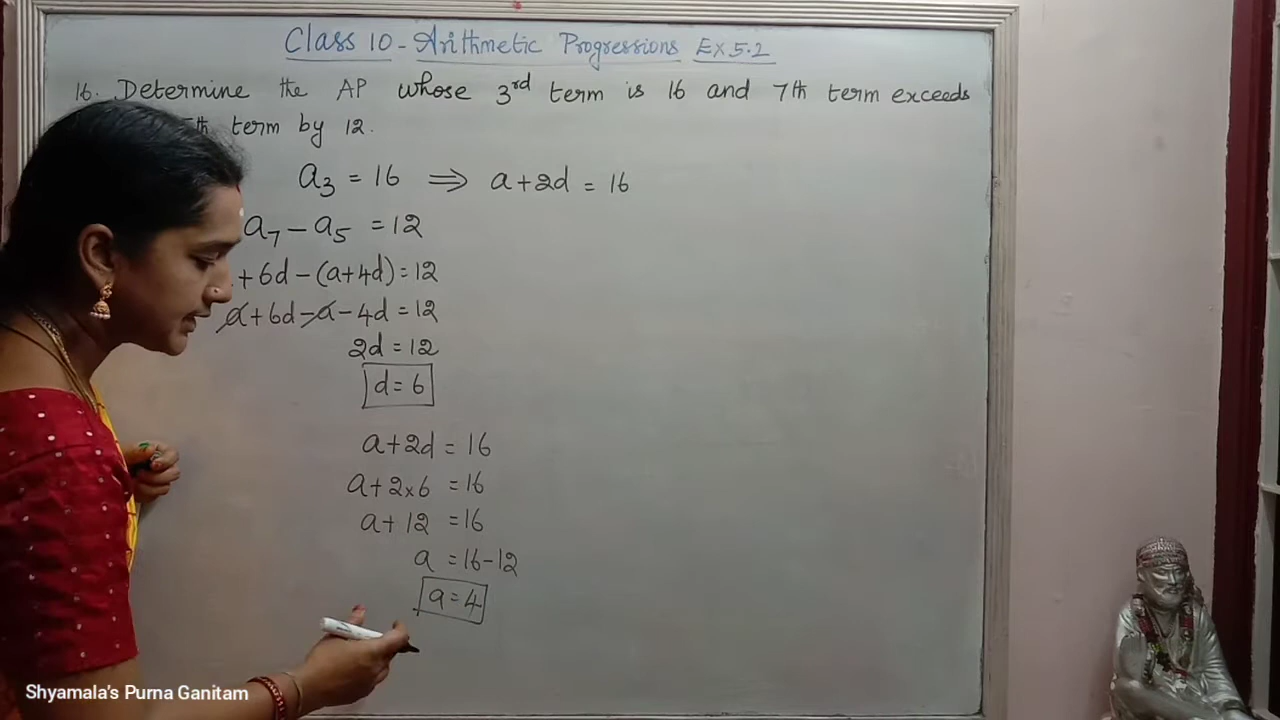 Class 10 - Arithmetic Progressions Ex 5.2
16. Determine the AP whose 3rd term is 16 and 7th term exceeds
term by 12.
a₃ = 16 ⟹ a+2d = 16
a₇ - a₅ = 12
+6d - (a+4d) = 12
a+6d-a-4d = 12
2d = 12
d = 6
a+2d = 16
a+2×6 = 16
a+12 = 16
a = 16-12
a = 4
Shyamala's Purna Ganitam